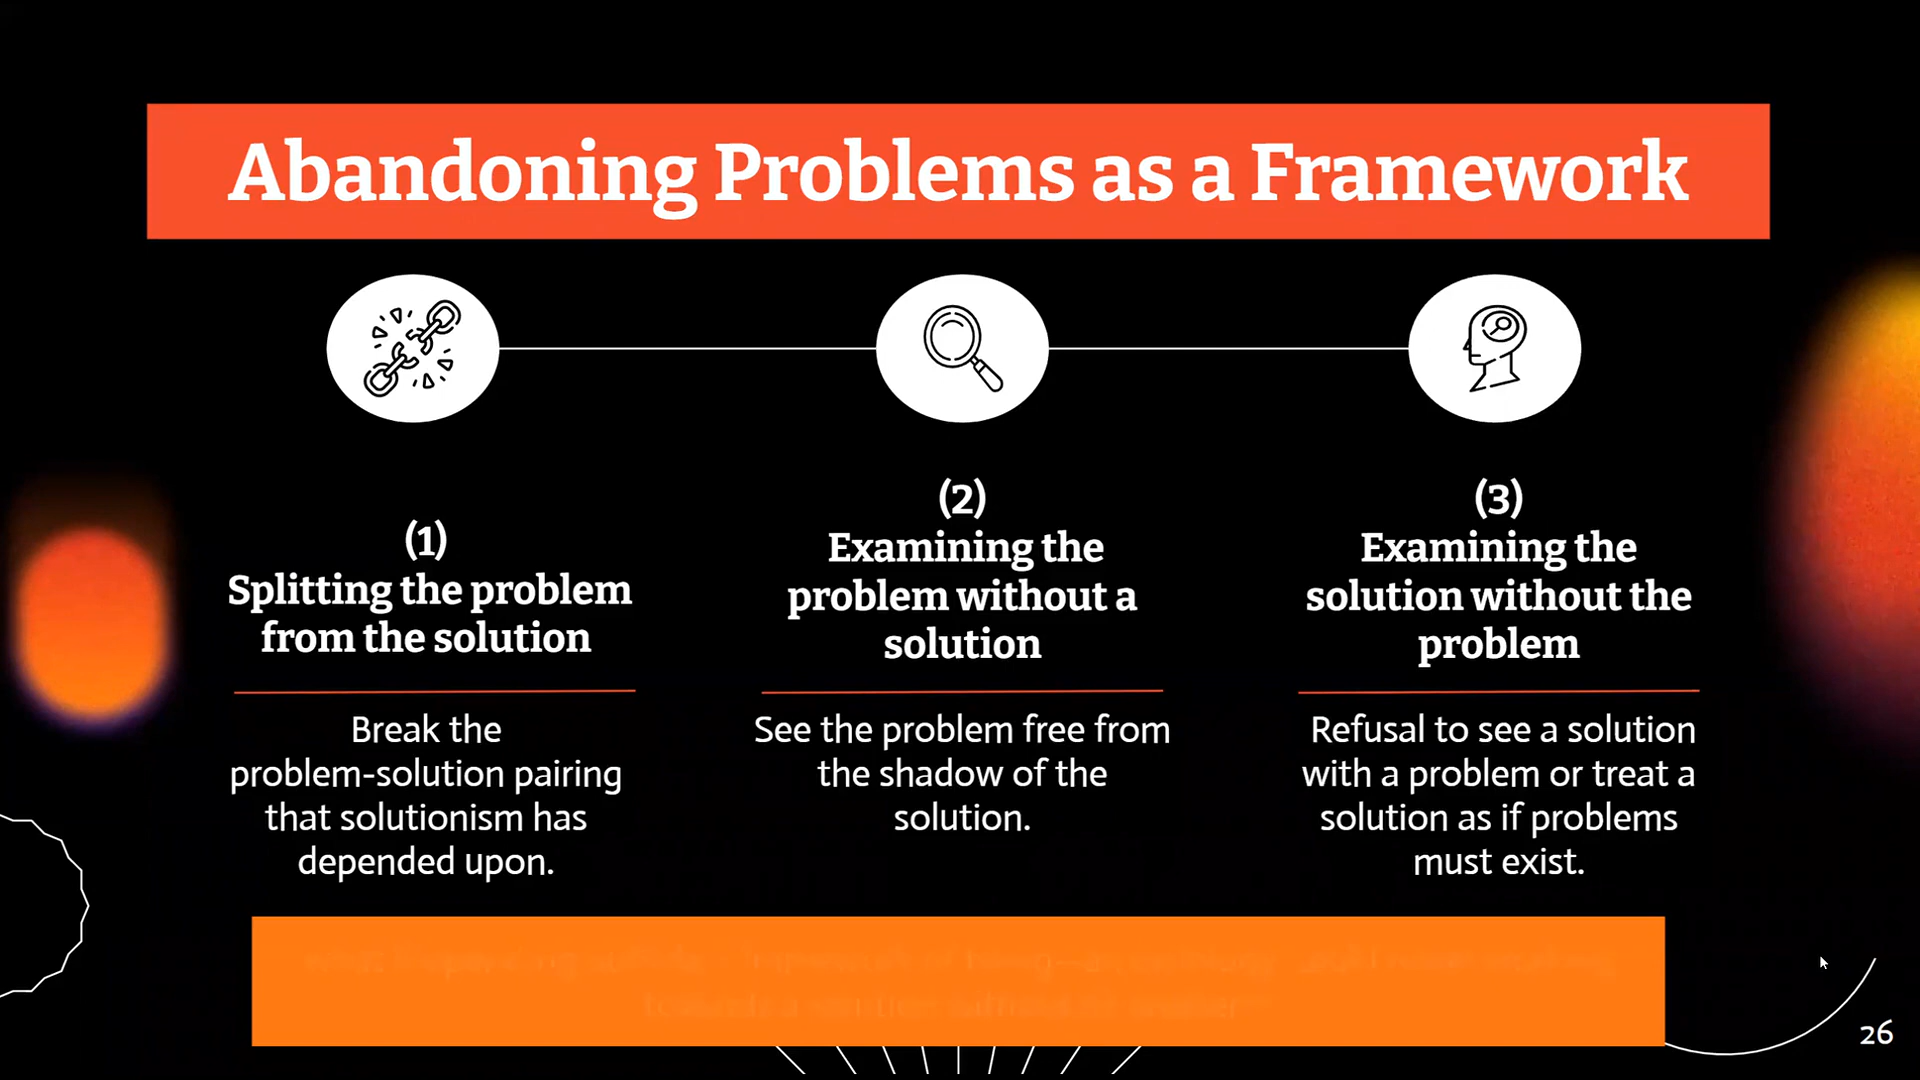 Abandoning Problems as a Framework
(1)
Splitting the problem
from the solution
Break the
problem-solution pairing
that solutionism has
depended upon.
(2)
Examining the
problem without a
solution
See the problem free from
the shadow of the
solution.
(3)
Examining the
solution without the
problem
Refusal to see a solution
with a problem or treat a
solution as if problems
must exist.
26